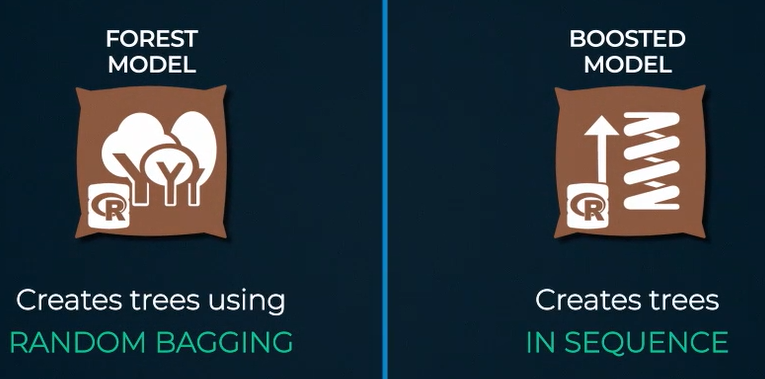 FOREST
MODEL
R
Creates trees using
RANDOM BAGGING
BOOSTED
MODEL
R
Creates trees
IN SEQUENCE